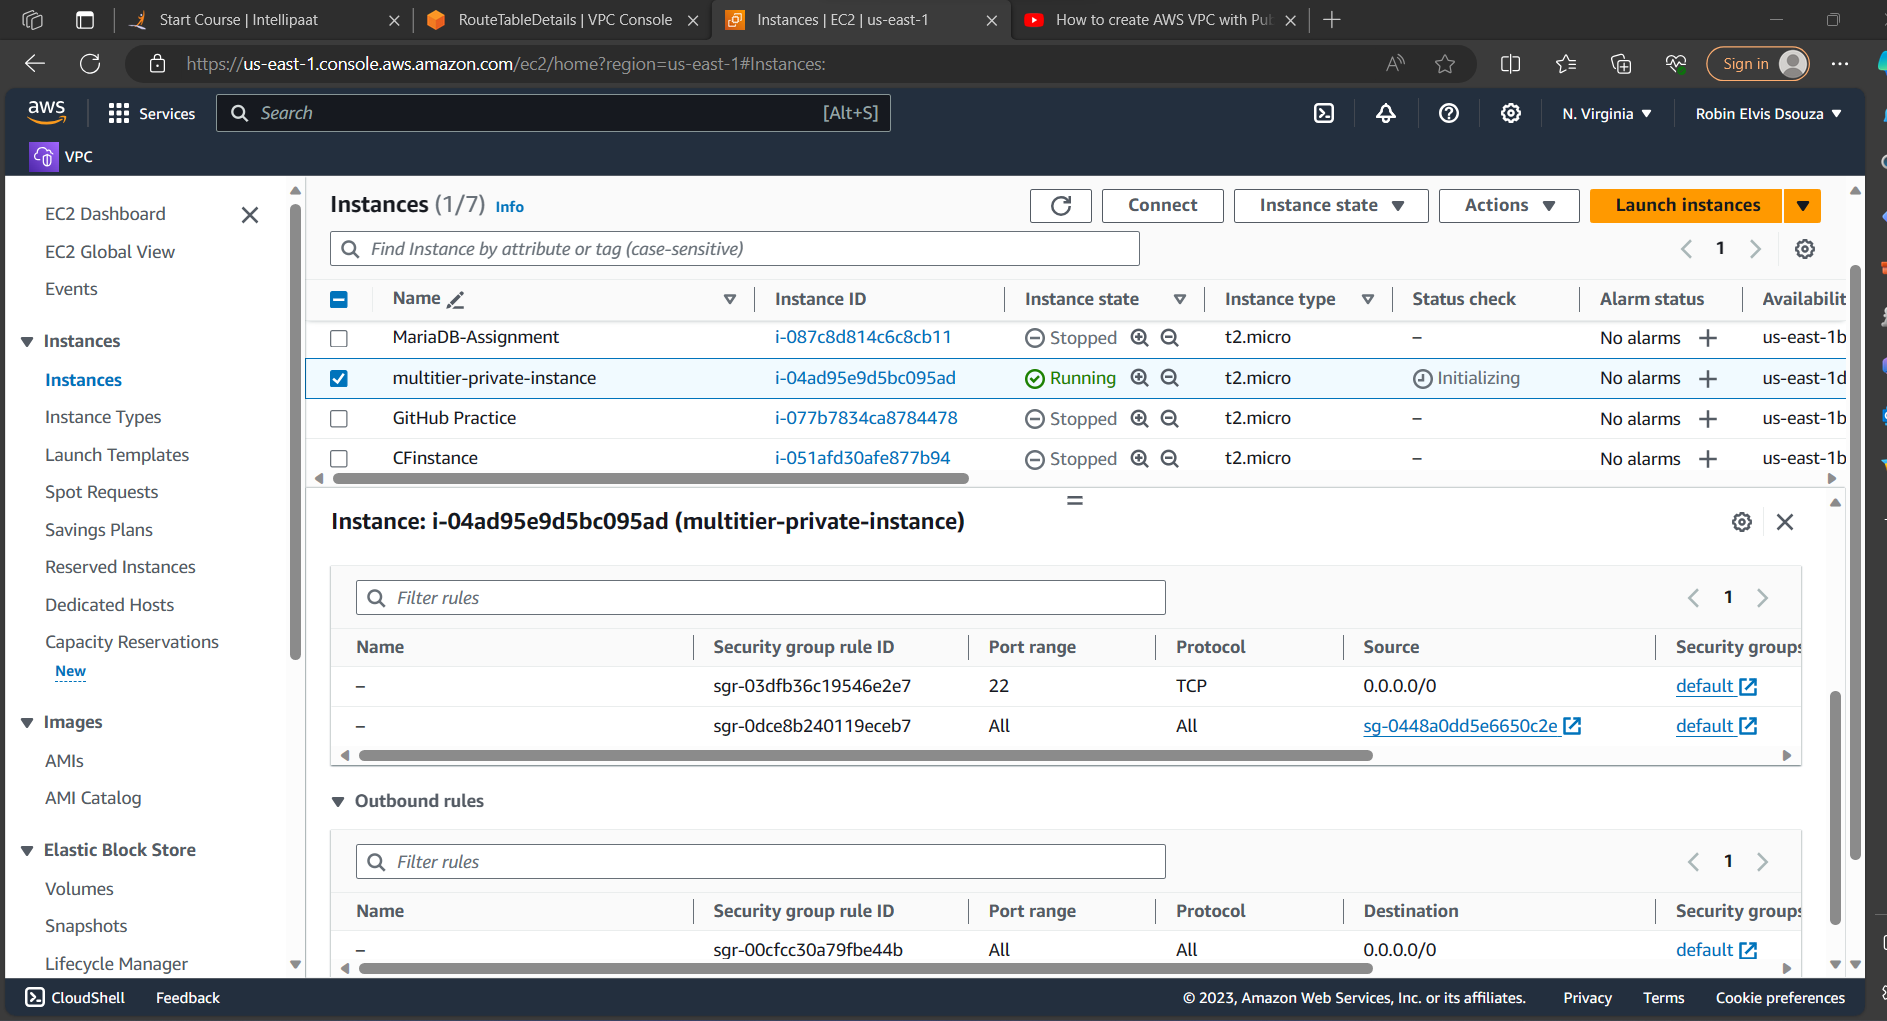 Start Course | Intellipaat
RouteTableDetails | VPC Console
Instances | EC2 | us-east-1
How to create AWS VPC with Pu
https://us-east-1.console.aws.amazon.com/ec2/home?region=us-east-1#Instances:
Sign in
aws
Services
Search
[Alt+S]
N. Virginia
Robin Elvis Dsouza
VPC
EC2 Dashboard
EC2 Global View
Events
Instances
Instances
Instance Types
Launch Templates
Spot Requests
Savings Plans
Reserved Instances
Dedicated Hosts
Capacity Reservations
New
Images
AMIs
AMI Catalog
Elastic Block Store
Volumes
Snapshots
Lifecycle Manager
Instances (1/7) Info
Connect
Instance state
Actions
Launch instances
Find Instance by attribute or tag (case-sensitive)
1
Name Instance ID Instance state Instance type Status check Alarm status Availabilit
MariaDB-Assignment i-087c8d814c6c8cb11 Stopped t2.micro – No alarms + us-east-1b
multitier-private-instance i-04ad95e9d5bc095ad Running t2.micro Initializing No alarms + us-east-1d
GitHub Practice i-077b7834ca8784478 Stopped t2.micro – No alarms + us-east-1b
CFinstance i-051afd30afe877b94 Stopped t2.micro – No alarms + us-east-1b
Instance: i-04ad95e9d5bc095ad (multitier-private-instance)
Filter rules
1
Name Security group rule ID Port range Protocol Source Security groups
– sgr-03dfb36c19546e2e7 22 TCP 0.0.0.0/0 default
– sgr-0dce8b240119eceb7 All All sg-0448a0dd5e6650c2e default
Outbound rules
Filter rules
1
Name Security group rule ID Port range Protocol Destination Security groups
– sgr-00cfcc30a79fbe44b All All 0.0.0.0/0 default
CloudShell Feedback © 2023, Amazon Web Services, Inc. or its affiliates. Privacy Terms Cookie preferences